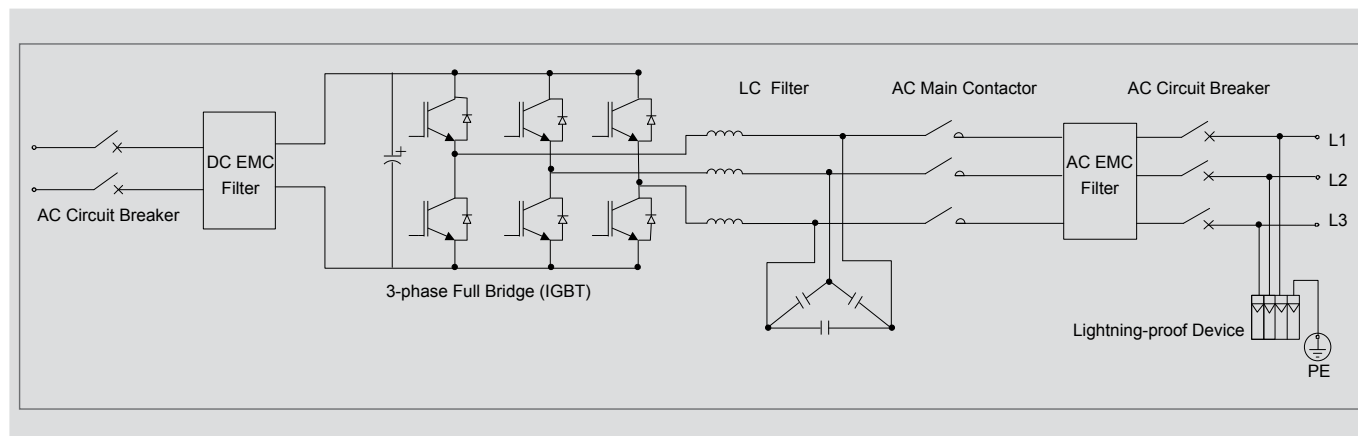 LC Filter
AC Main Contactor
AC Circuit Breaker
L1
DC EMC
Filter
AC EMC
Filter
L2
AC Circuit Breaker
L3
3-phase Full Bridge (IGBT)
Lightning-proof Device
PE